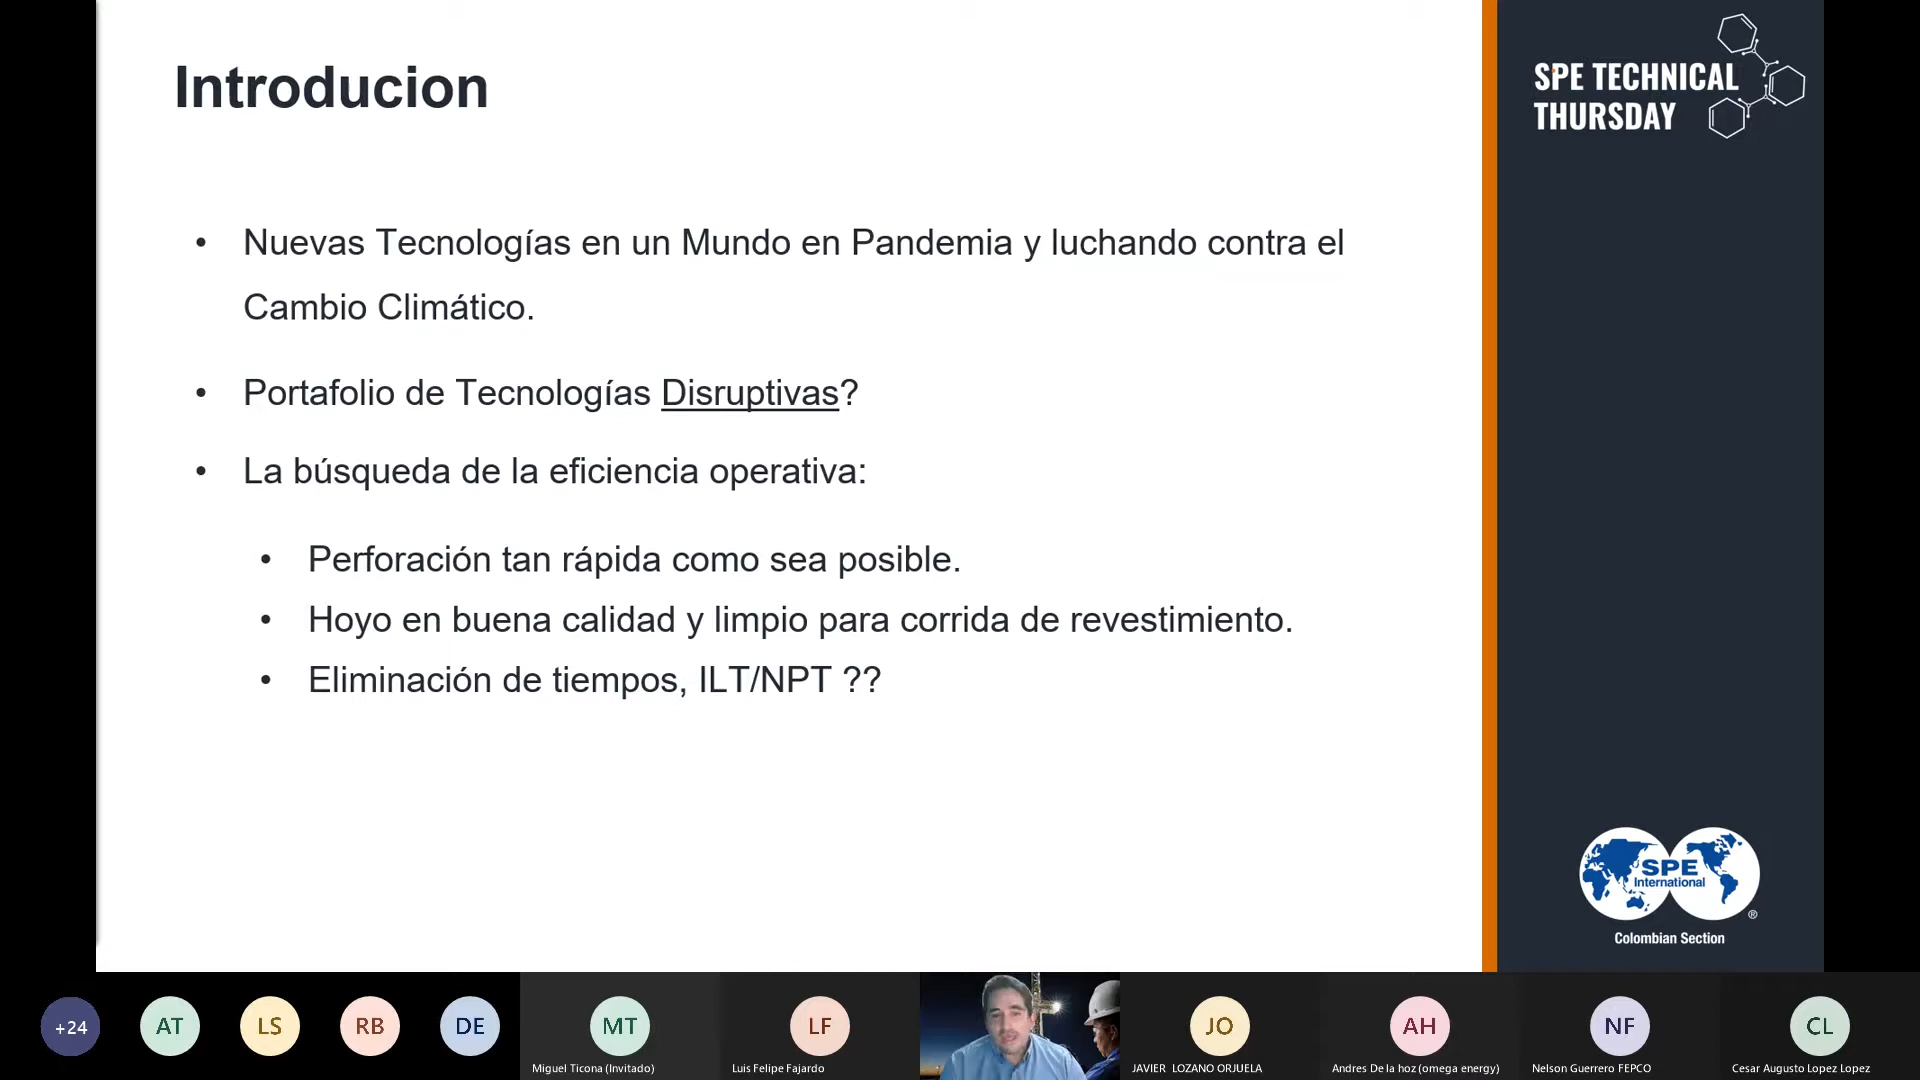 Introducion
SPE TECHNICAL
THURSDAY
• Nuevas Tecnologías en un Mundo en Pandemia y luchando contra el
Cambio Climático.
• Portafolio de Tecnologías Disruptivas?
• La búsqueda de la eficiencia operativa:
• Perforación tan rápida como sea posible.
• Hoyo en buena calidad y limpio para corrida de revestimiento.
• Eliminación de tiempos, ILT/NPT ??
SPE
International
®
Colombian Section
+24
AT
LS
RB
DE
MT
LF
JO
AH
NF
CL
Miguel Ticona (Invitado)
Luis Felipe Fajardo
JAVIER LOZANO ORJUELA
Andres De la hoz (omega energy)
Nelson Guerrero FEPCO
Cesar Augusto Lopez Lopez